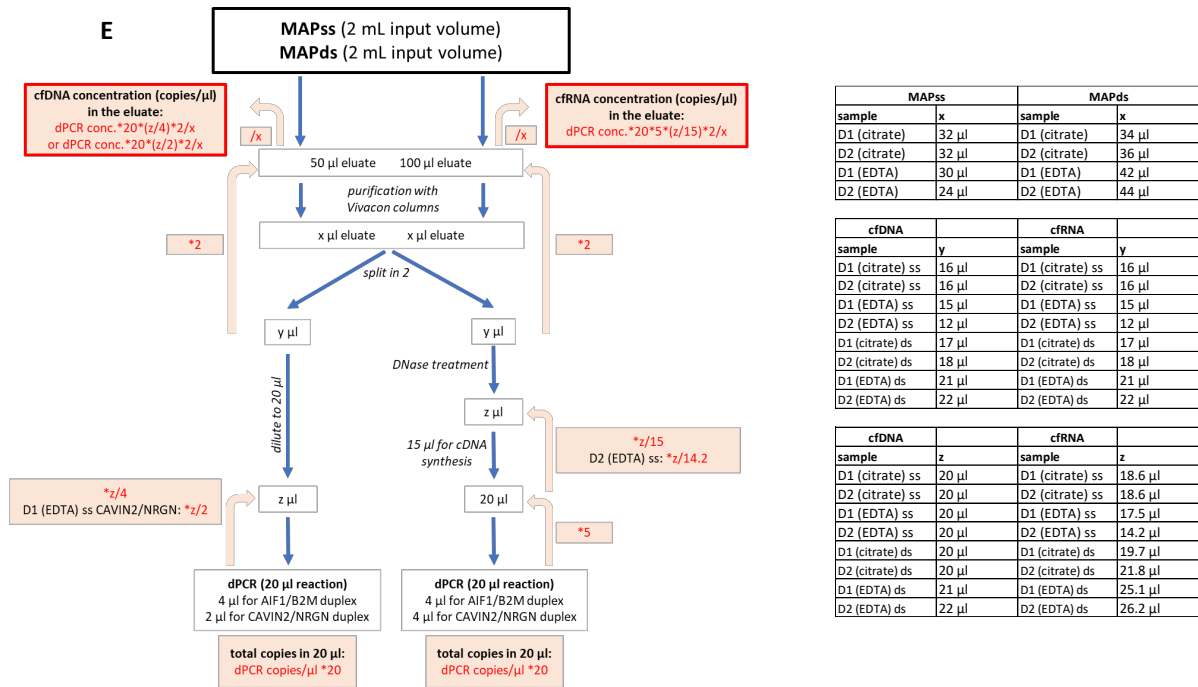 E
MAPss (2 mL input volume)
MAPds (2 mL input volume)
cfDNA concentration (copies/µl)
in the eluate:
dPCR conc.*20*(z/4)*2/x
or dPCR conc.*20*(z/2)*2/x
/x
/x
cfRNA concentration (copies/µl)
in the eluate:
dPCR conc.*20*5*(z/15)*2/x
50 µl eluate 100 µl eluate
purification with
Vivacon columns
x µl eluate x µl eluate
*2
*2
split in 2
y µl
y µl
DNase treatment
dilute to 20 µl
z µl
15 µl for cDNA
synthesis
*z/15
D2 (EDTA) ss: *z/14.2
*z/4
D1 (EDTA) ss CAVIN2/NRGN: *z/2
z µl
20 µl
*5
dPCR (20 µl reaction)
4 µl for AIF1/B2M duplex
2 µl for CAVIN2/NRGN duplex
dPCR (20 µl reaction)
4 µl for AIF1/B2M duplex
4 µl for CAVIN2/NRGN duplex
total copies in 20 µl:
dPCR copies/µl *20
total copies in 20 µl:
dPCR copies/µl *20
MAPss MAPds
sample x sample x
D1 (citrate) 32 µl D1 (citrate) 34 µl
D2 (citrate) 32 µl D2 (citrate) 36 µl
D1 (EDTA) 30 µl D1 (EDTA) 42 µl
D2 (EDTA) 24 µl D2 (EDTA) 44 µl
cfDNA cfRNA
sample y sample y
D1 (citrate) ss 16 µl D1 (citrate) ss 16 µl
D2 (citrate) ss 16 µl D2 (citrate) ss 16 µl
D1 (EDTA) ss 15 µl D1 (EDTA) ss 15 µl
D2 (EDTA) ss 12 µl D2 (EDTA) ss 12 µl
D1 (citrate) ds 17 µl D1 (citrate) ds 17 µl
D2 (citrate) ds 18 µl D2 (citrate) ds 18 µl
D1 (EDTA) ds 21 µl D1 (EDTA) ds 21 µl
D2 (EDTA) ds 22 µl D2 (EDTA) ds 22 µl
cfDNA cfRNA
sample z sample z
D1 (citrate) ss 20 µl D1 (citrate) ss 18.6 µl
D2 (citrate) ss 20 µl D2 (citrate) ss 18.6 µl
D1 (EDTA) ss 20 µl D1 (EDTA) ss 17.5 µl
D2 (EDTA) ss 20 µl D2 (EDTA) ss 14.2 µl
D1 (citrate) ds 20 µl D1 (citrate) ds 19.7 µl
D2 (citrate) ds 20 µl D2 (citrate) ds 21.8 µl
D1 (EDTA) ds 21 µl D1 (EDTA) ds 25.1 µl
D2 (EDTA) ds 22 µl D2 (EDTA) ds 26.2 µl